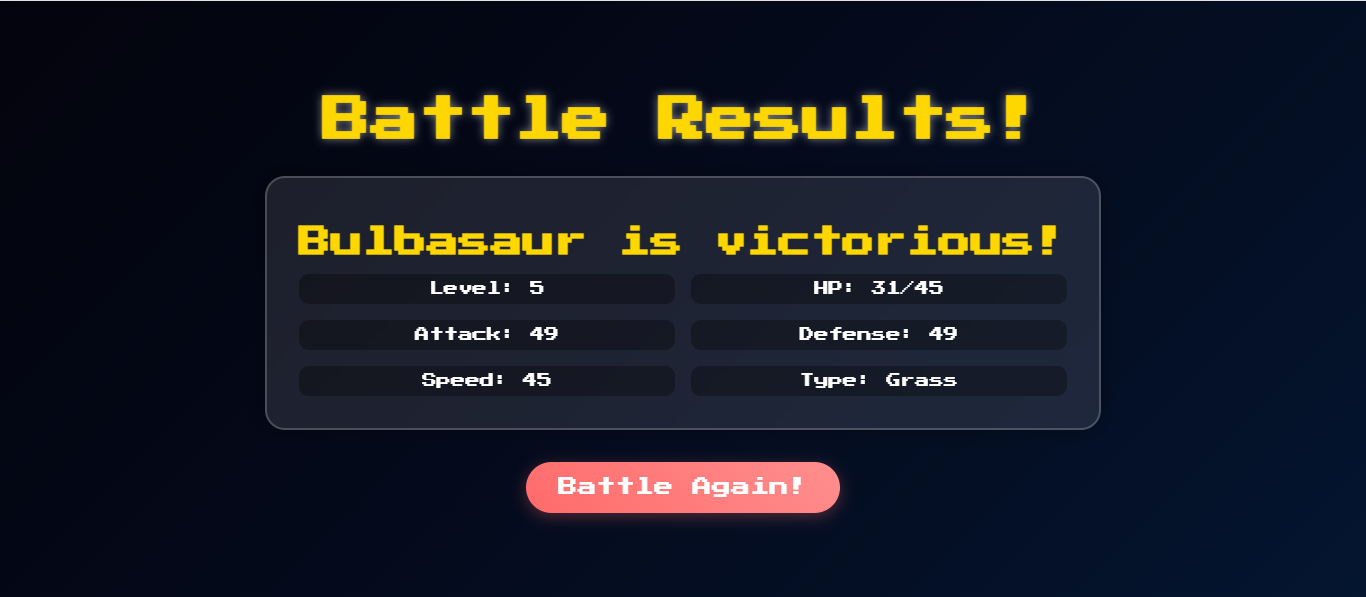 Battle Results!
Bulbasaur is victorious!
Level: 5
HP: 31/45
Attack: 49
Defense: 49
Speed: 45
Type: Grass
Battle Again!